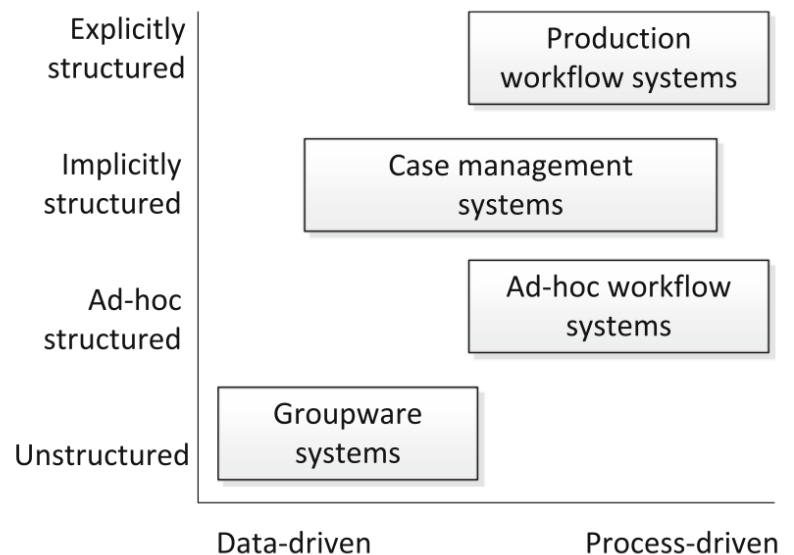 Explicitly
structured
Production
workflow systems
Implicitly
structured
Case management
systems
Ad-hoc
structured
Ad-hoc workflow
systems
Unstructured
Groupware
systems
Data-driven
Process-driven